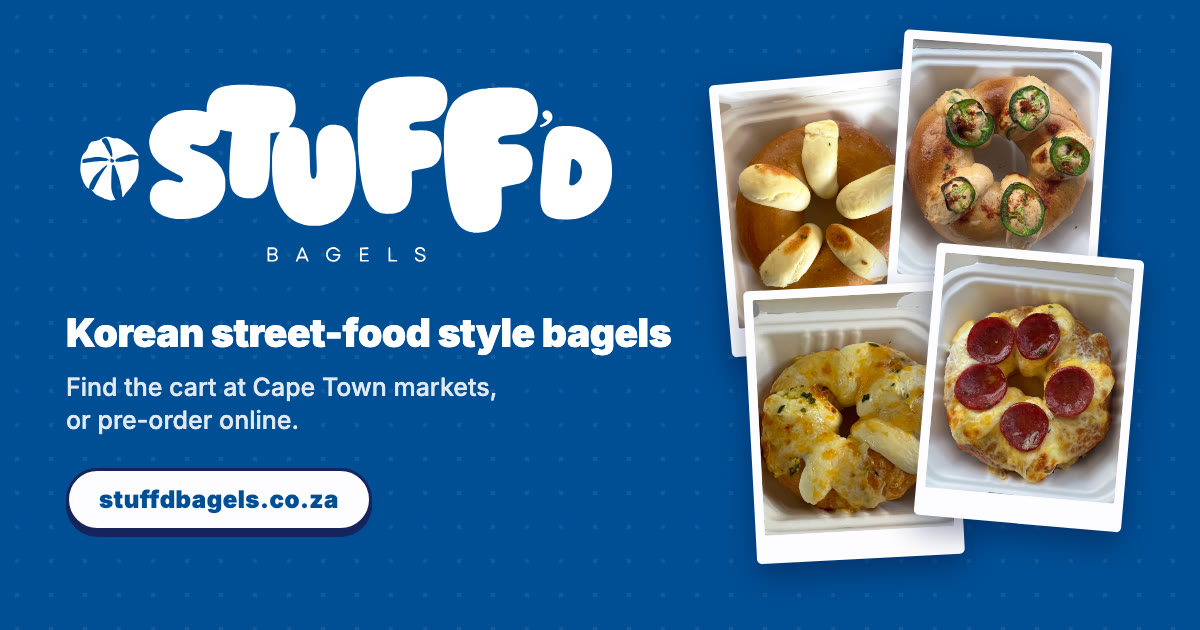 STUFF'D
BAGELS
Korean street-food style bagels
Find the cart at Cape Town markets,
or pre-order online.
stuffdbagels.co.za